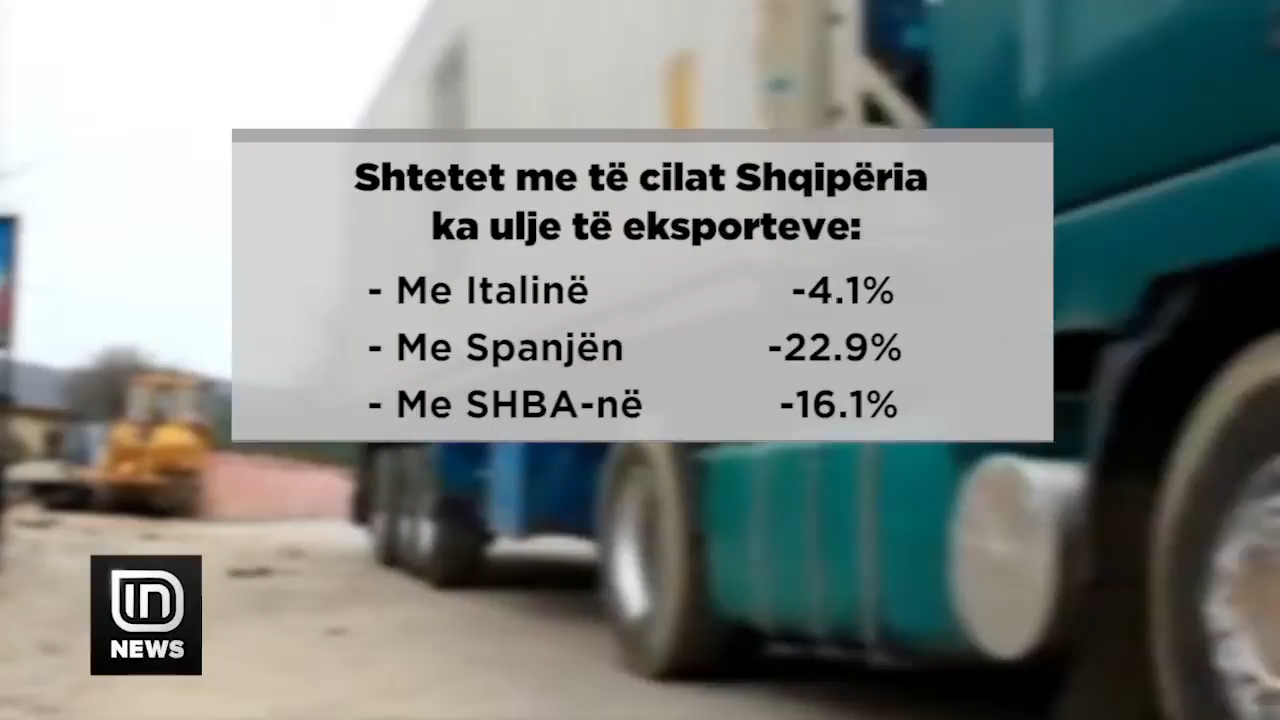 Shtetet me të cilat Shqipëria
ka ulje të eksporteve:
- Me Italinë -4.1%
- Me Spanjën -22.9%
- Me SHBA-në -16.1%
IN
NEWS